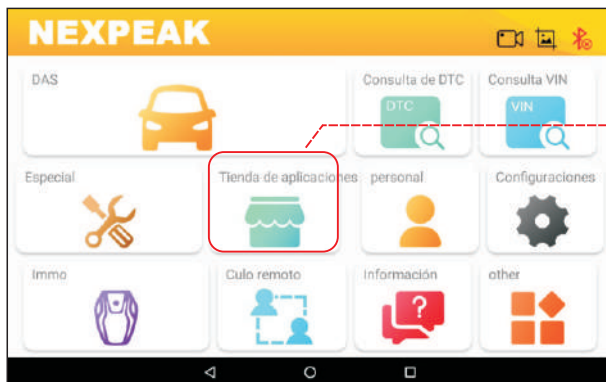 NEXPEAK
DAS
Consulta de DTC
Consulta VIN
DTC
VIN
Especial
Tienda de aplicaciones
personal
Configuraciones
Immo
Culo remoto
Información
other
?